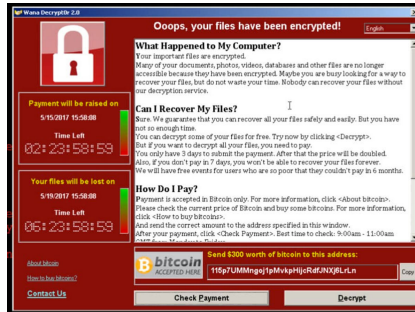 Wana Decrypt0r 2.0
Ooops, your files have been encrypted!
English
What Happened to My Computer?
Your important files are encrypted.
Many of your documents, photos, videos, databases and other files are no longer
accessible because they have been encrypted. Maybe you are busy looking for a way to
recover your files, but do not waste your time. Nobody can recover your files without
our decryption service.
Can I Recover My Files?
Sure. We guarantee that you can recover all your files safely and easily. But you have
not so enough time.
You can decrypt some of your files for free. Try now by clicking <Decrypt>.
But if you want to decrypt all your files, you need to pay.
You only have 3 days to submit the payment. After that the price will be doubled.
Also, if you don't pay in 7 days, you won't be able to recover your files forever.
We will have free events for users who are so poor that they couldn't pay in 6 months.
How Do I Pay?
Payment is accepted in Bitcoin only. For more information, click <About bitcoin>.
Please check the current price of Bitcoin and buy some bitcoins. For more information,
click <How to buy bitcoins>.
And send the correct amount to the address specified in this window.
After your payment, click <Check Payment>. Best time to check: 9:00am - 11:00am
GMT from Monday to Friday.
Payment will be raised on
5/15/2017 15:58:08
Time Left
02:23:58:59
Your files will be lost on
5/19/2017 15:58:08
Time Left
06:23:58:59
About bitcoin
How to buy bitcoins?
Contact Us
bitcoin
ACCEPTED HERE
Send $300 worth of bitcoin to this address:
115p7UMMngoj1pMvkpHijcRdfJNXj6LrLn
Copy
Check Payment
Decrypt